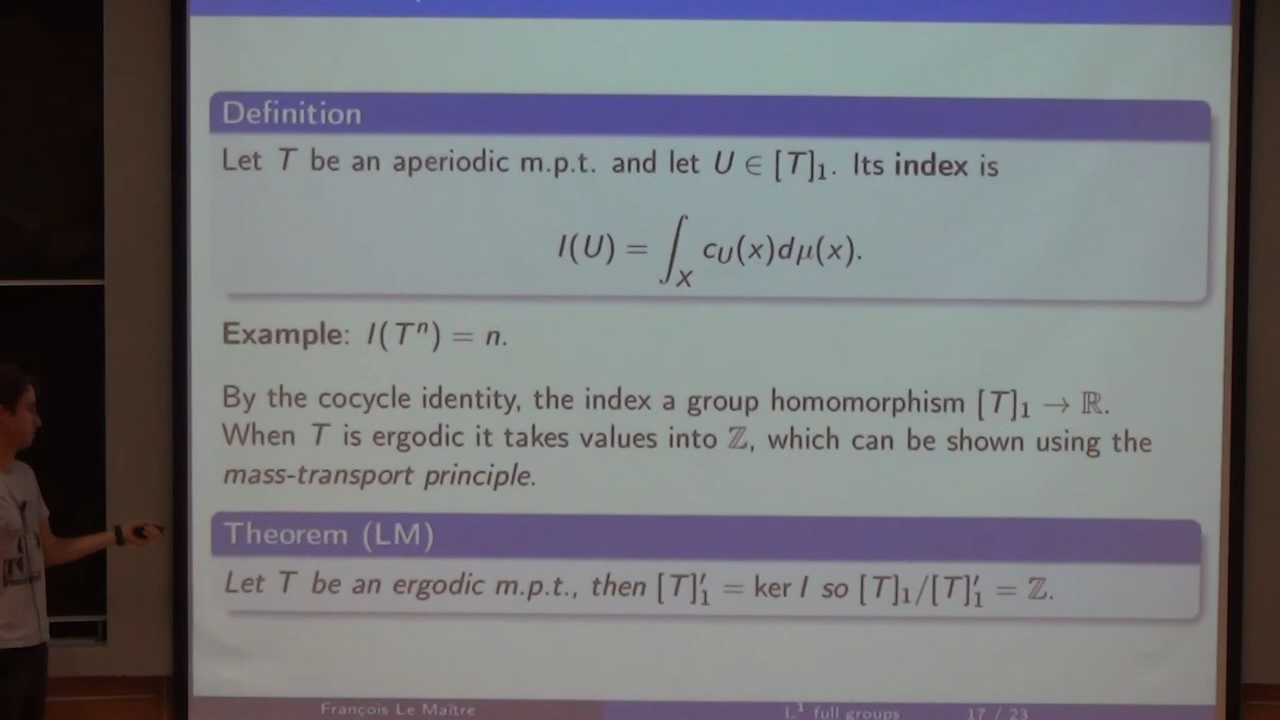 Definition
Let T be an aperiodic m.p.t. and let U ∈ [T]₁. Its index is
I(U) = ∫_X c_U(x)dμ(x).
Example: I(Tⁿ) = n.
By the cocycle identity, the index a group homomorphism [T]₁ → ℝ.
When T is ergodic it takes values into ℤ, which can be shown using the
mass-transport principle.
Theorem (LM)
Let T be an ergodic m.p.t., then [T]′₁ = ker I so [T]₁/[T]′₁ = ℤ.
François Le Maître
L¹ full groups
17 / 23